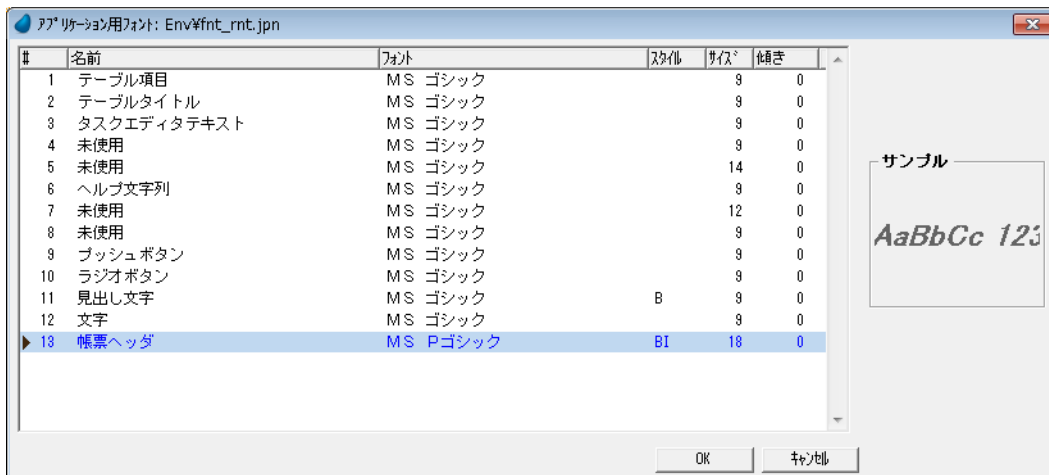 ｱﾌﾟﾘｹｰｼｮﾝ用ﾌｫﾝﾄ: Env¥fnt_rnt.jpn
# 名前 ﾌｫﾝﾄ ｽﾀｲﾙ ｻｲｽﾞ 傾き
1 テーブル項目 ＭＳ ゴシック 9 0
2 テーブルタイトル ＭＳ ゴシック 9 0
3 タスクエディタテキスト ＭＳ ゴシック 9 0
4 未使用 ＭＳ ゴシック 9 0
5 未使用 ＭＳ ゴシック 14 0
6 ヘルプ文字列 ＭＳ ゴシック 9 0
7 未使用 ＭＳ ゴシック 12 0
8 未使用 ＭＳ ゴシック 9 0
9 プッシュボタン ＭＳ ゴシック 9 0
10 ラジオボタン ＭＳ ゴシック 9 0
11 見出し文字 ＭＳ ゴシック B 9 0
12 文字 ＭＳ ゴシック 9 0
13 帳票ヘッダ ＭＳ Ｐゴシック BI 18 0
サンプル
AaBbCc 123
OK ｷｬﾝｾﾙ